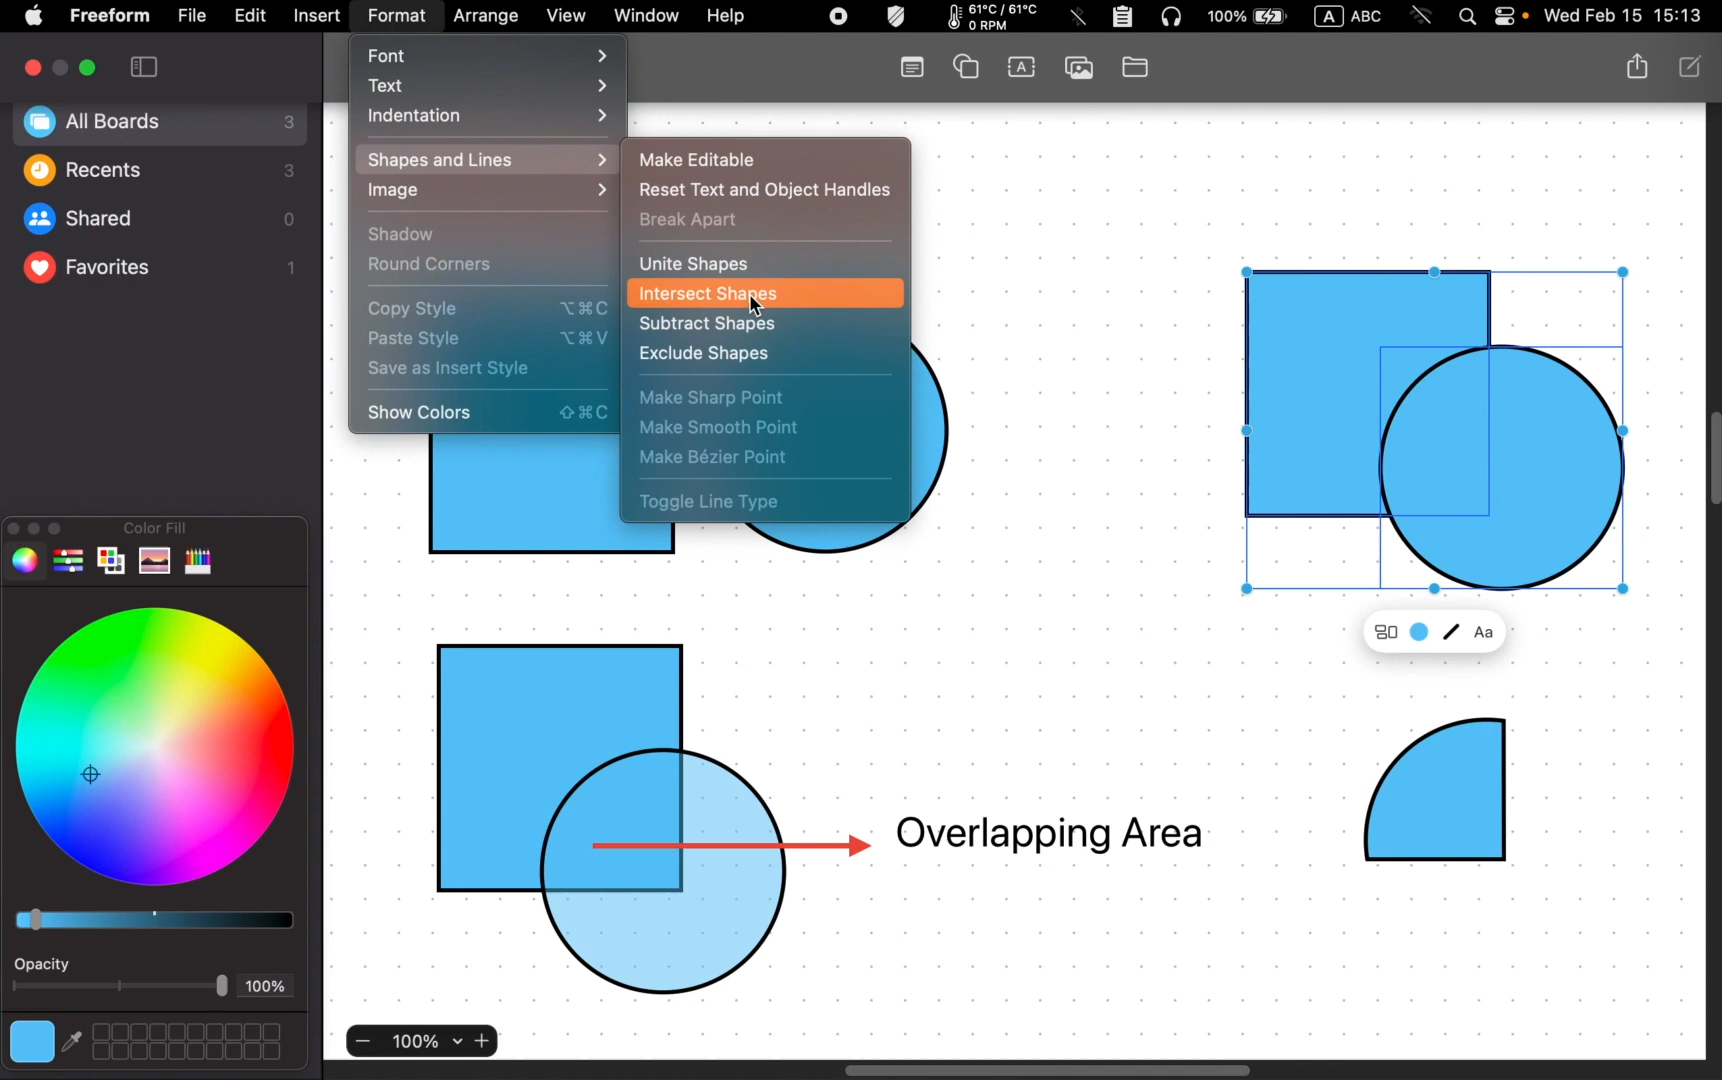 Freeform File Edit Insert Format Arrange View Window Help 61°C / 61°C 0 RPM 100% A ABC Wed Feb 15 15:13
A
All Boards 3
Recents 3
Shared 0
Favorites 1
Font
Text
Indentation
Shapes and Lines
Image
Shadow
Round Corners
Copy Style ⌥⌘C
Paste Style ⌥⌘V
Save as Insert Style
Show Colors ⇧⌘C
Make Editable
Reset Text and Object Handles
Break Apart
Unite Shapes
Intersect Shapes
Subtract Shapes
Exclude Shapes
Make Sharp Point
Make Smooth Point
Make Bézier Point
Toggle Line Type
Aa
Overlapping Area
Color Fill
Opacity
100%
100%